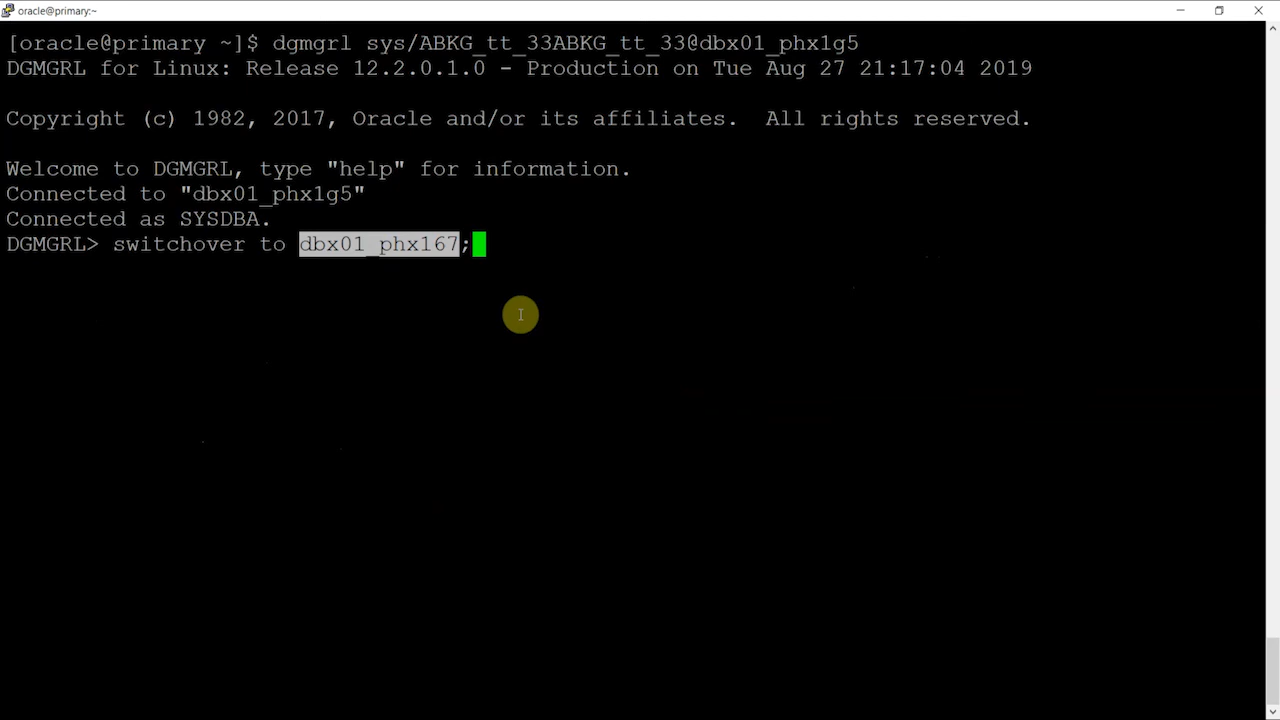 oracle@primary:~
[oracle@primary ~]$ dgmgrl sys/ABKG_tt_33ABKG_tt_33@dbx01_phx1g5
DGMGRL for Linux: Release 12.2.0.1.0 - Production on Tue Aug 27 21:17:04 2019
Copyright (c) 1982, 2017, Oracle and/or its affiliates.  All rights reserved.
Welcome to DGMGRL, type "help" for information.
Connected to "dbx01_phx1g5"
Connected as SYSDBA.
DGMGRL> switchover to dbx01_phx167;